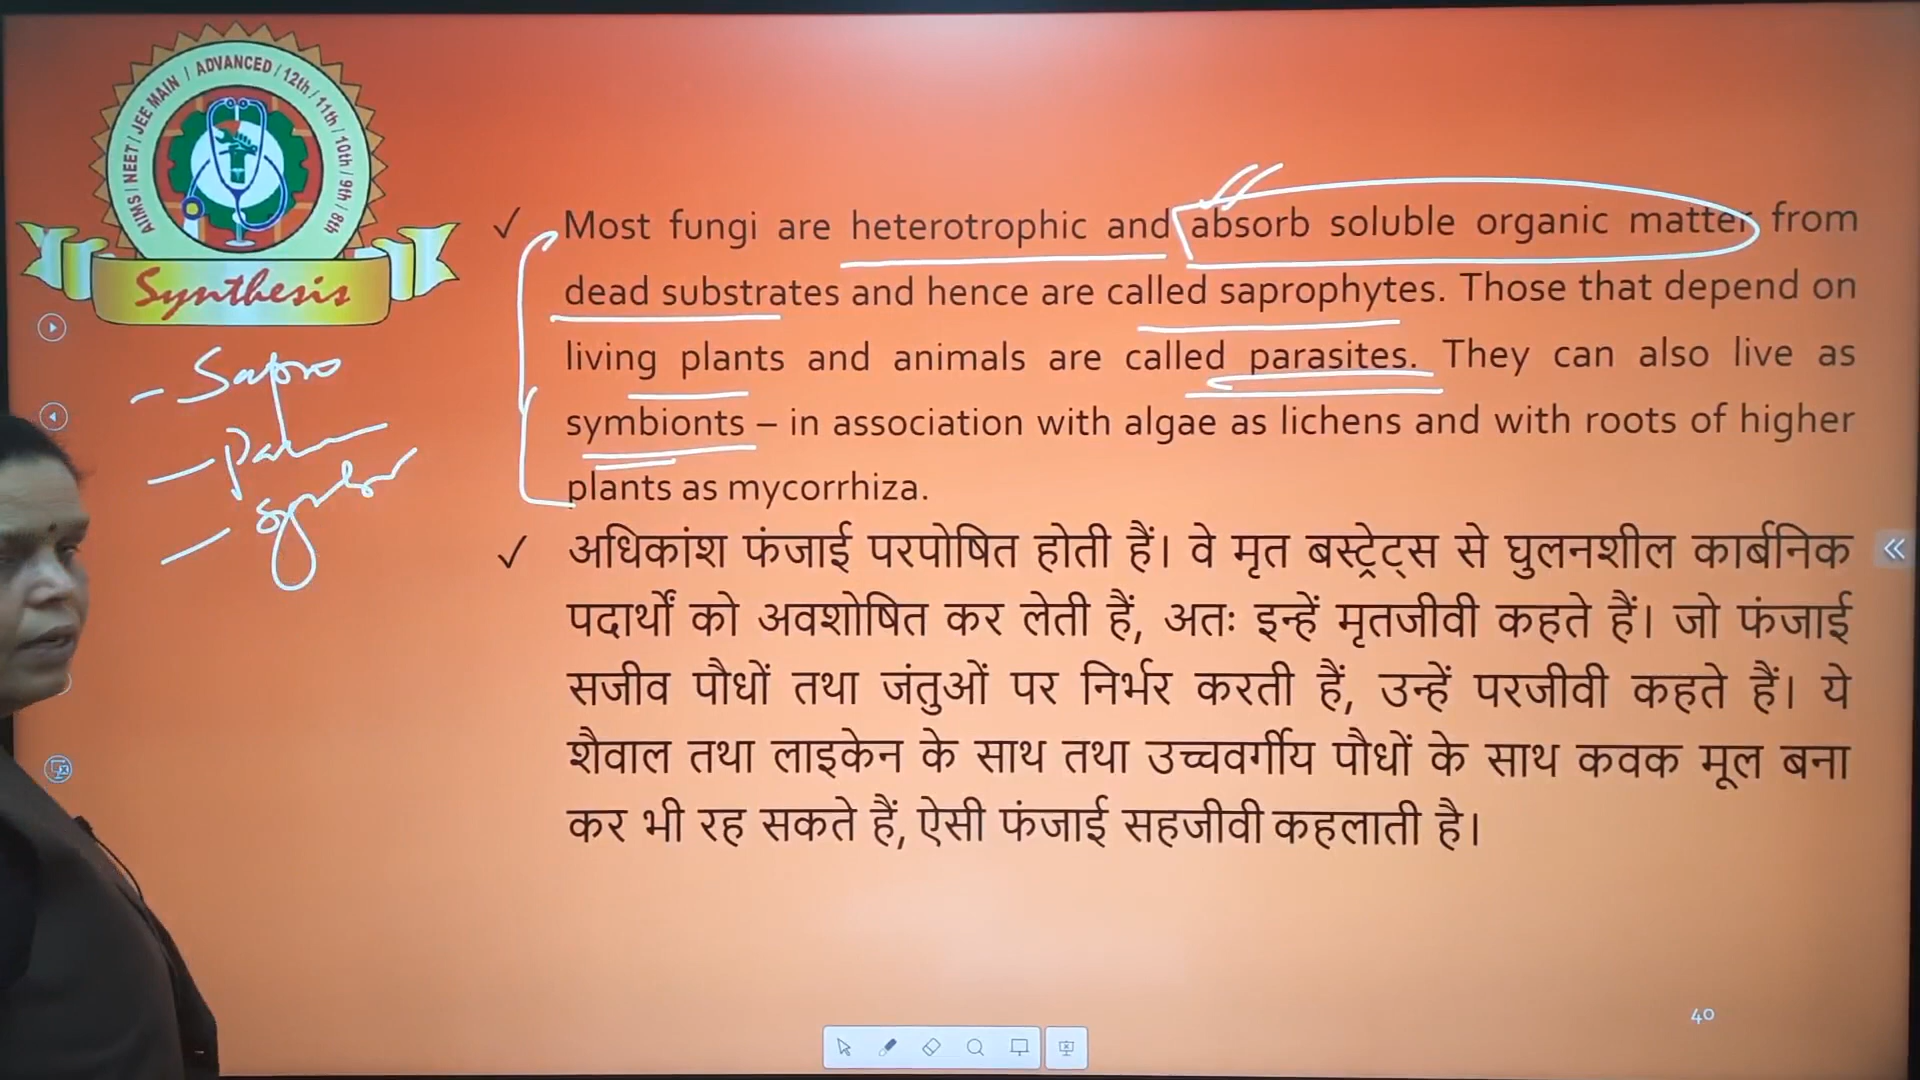 AIIMS | NEET / JEE MAIN / ADVANCED / 12th / 11th / 10th / 9th / 8th
Synthesis
- Sapro
✓ Most fungi are heterotrophic and absorb soluble organic matter from
dead substrates and hence are called saprophytes. Those that depend on
living plants and animals are called parasites. They can also live as
symbionts – in association with algae as lichens and with roots of higher
plants as mycorrhiza.
✓ अधिकांश फंजाई परपोषित होती हैं। वे मृत बस्ट्रेट्स से घुलनशील कार्बनिक
पदार्थों को अवशोषित कर लेती हैं, अतः इन्हें मृतजीवी कहते हैं। जो फंजाई
सजीव पौधों तथा जंतुओं पर निर्भर करती हैं, उन्हें परजीवी कहते हैं। ये
शैवाल तथा लाइकेन के साथ तथा उच्चवर्गीय पौधों के साथ कवक मूल बना
कर भी रह सकते हैं, ऐसी फंजाई सहजीवी कहलाती है।
40